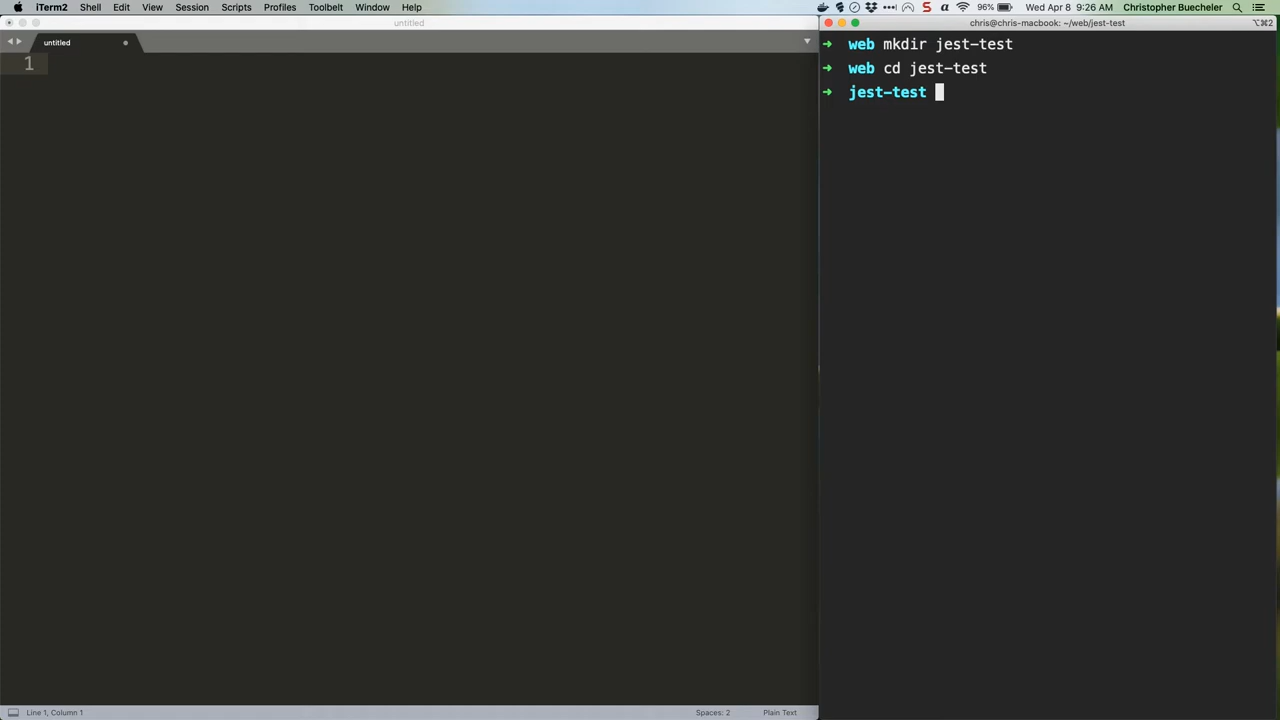 iTerm2 Shell Edit View Session Scripts Profiles Toolbelt Window Help 96% Wed Apr 8 9:26 AM Christopher Buecheler
untitled
untitled
1
Line 1, Column 1 Spaces: 2 Plain Text
chris@chris-macbook: ~/web/jest-test ⌥⌘2
➜ web mkdir jest-test
➜ web cd jest-test
➜ jest-test